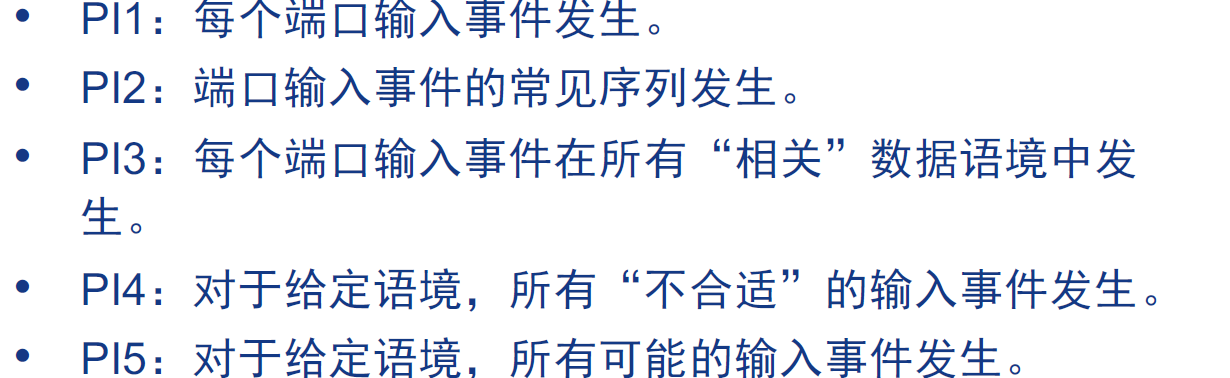 • PI1：每个端口输入事件发生。
• PI2：端口输入事件的常见序列发生。
• PI3：每个端口输入事件在所有“相关”数据语境中发
生。
• PI4：对于给定语境，所有“不合适”的输入事件发生。
• PI5：对于给定语境，所有可能的输入事件发生。